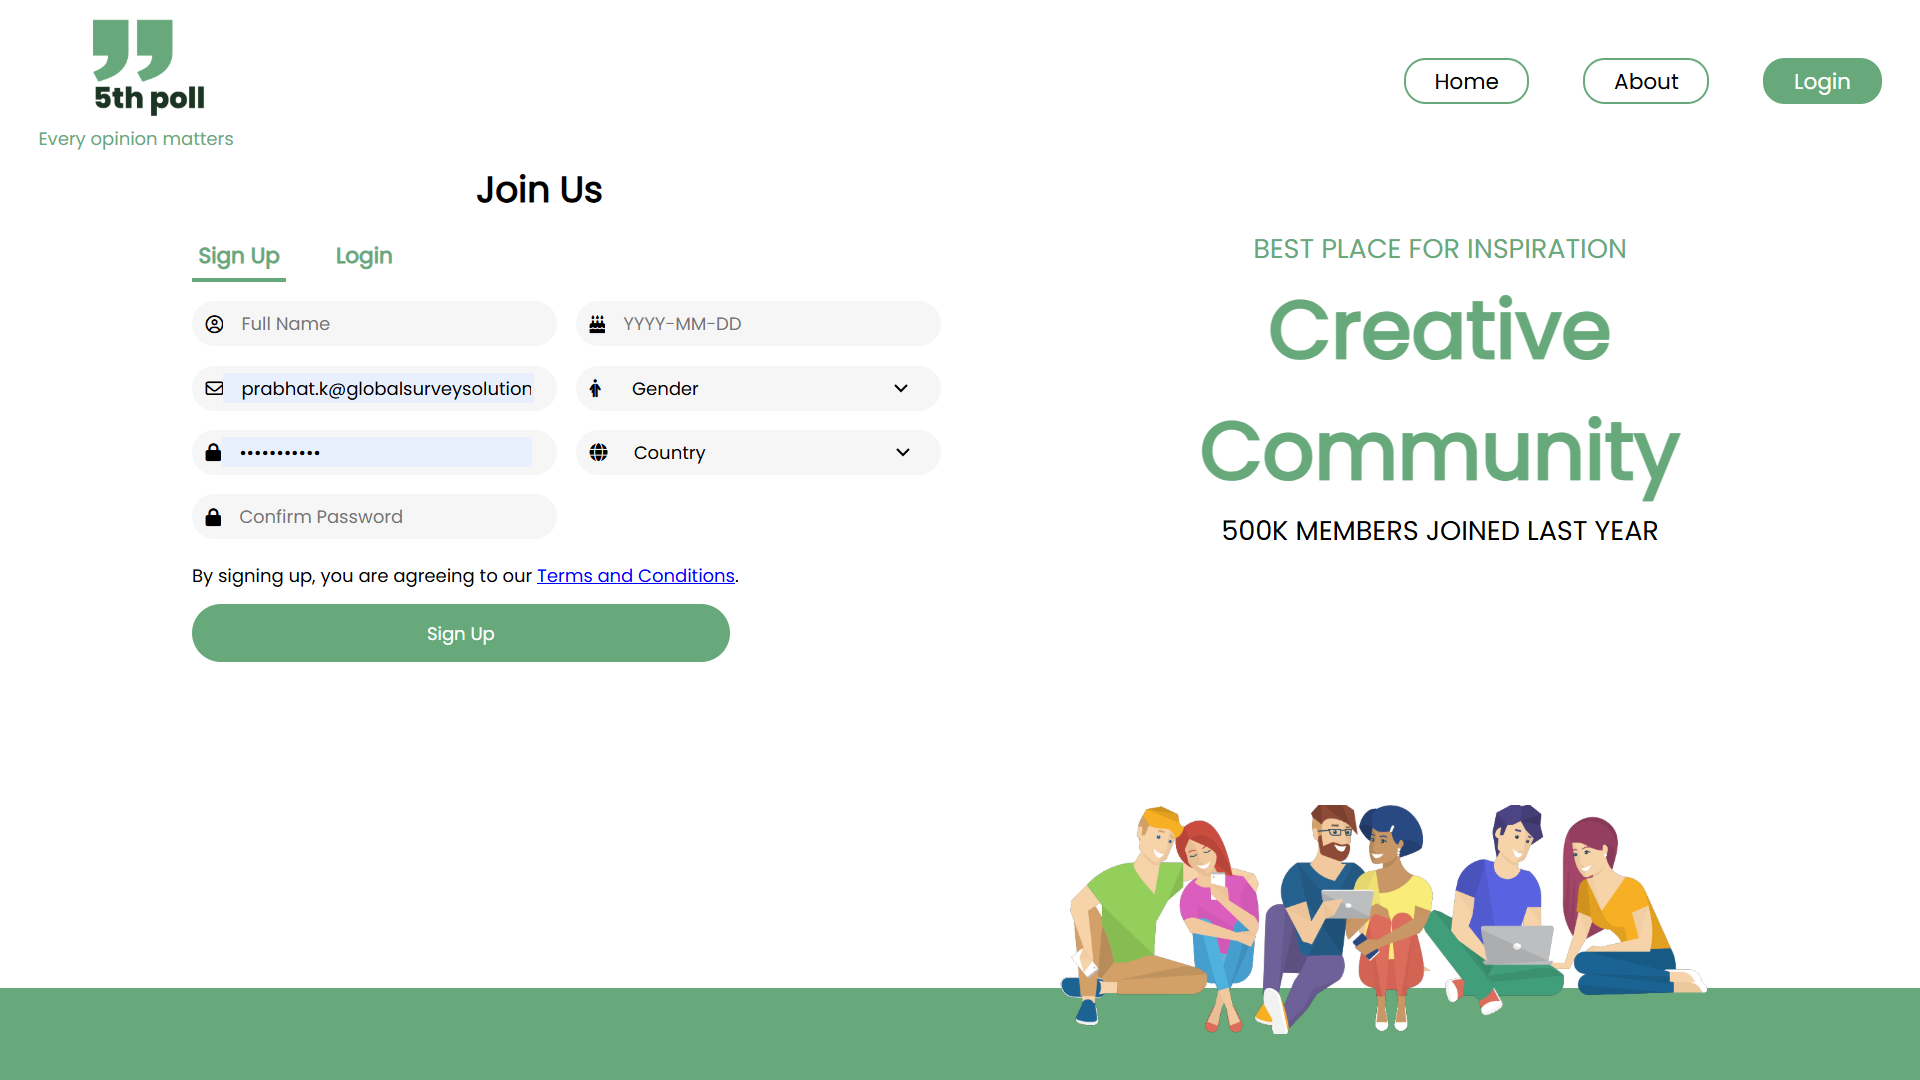 5th poll
Every opinion matters
Home
About
Login
Join Us
Sign Up
Login
Full Name
YYYY-MM-DD
prabhat.k@globalsurveysolution
Gender
•••••••••••
Country
Confirm Password
By signing up, you are agreeing to our Terms and Conditions.
Sign Up
BEST PLACE FOR INSPIRATION
Creative
Community
500K MEMBERS JOINED LAST YEAR